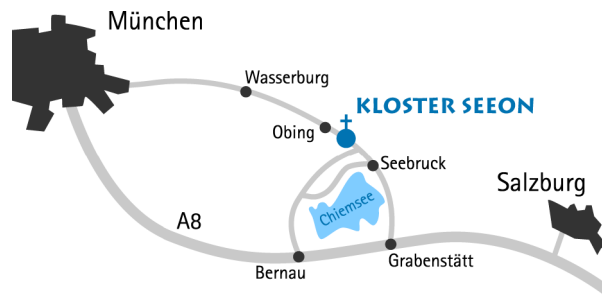 München
Wasserburg
KLOSTER SEEON
Obing
Seebruck
Salzburg
Chiemsee
A8
Grabenstätt
Bernau